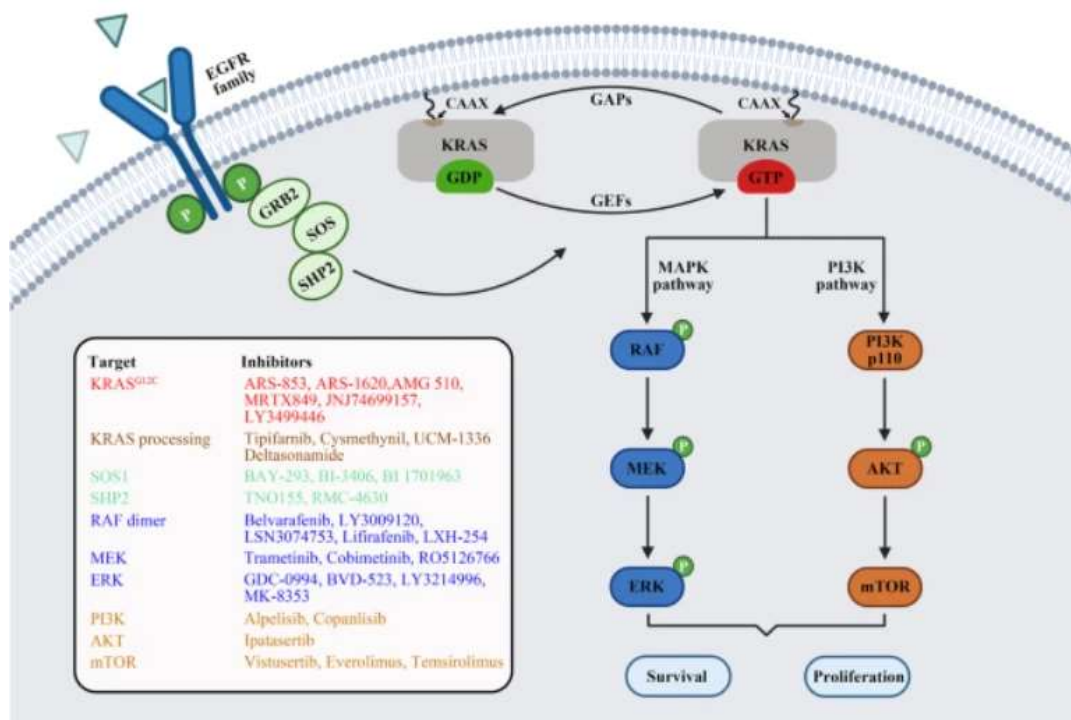 EGFR
family
CAAX
GAPs
CAAX
KRAS
KRAS
GDP
GTP
GEFs
P
P
GRB2
SOS
SHP2
MAPK
pathway
PI3K
pathway
RAF
P
PI3K
p110
MEK
P
AKT
P
ERK
P
mTOR
Survival
Proliferation
Target Inhibitors
KRASG12C ARS-853, ARS-1620,AMG 510,
MRTX849, JNJ74699157,
LY3499446
KRAS processing Tipifarnib, Cysmethynil, UCM-1336
Deltasonamide
SOS1 BAY-293, BI-3406, BI 1701963
SHP2 TNO155, RMC-4630
RAF dimer Belvarafenib, LY3009120,
LSN3074753, Lifirafenib, LXH-254
MEK Trametinib, Cobimetinib, RO5126766
ERK GDC-0994, BVD-523, LY3214996,
MK-8353
PI3K Alpelisib, Copanlisib
AKT Ipatasertib
mTOR Vistusertib, Everolimus, Temsirolimus